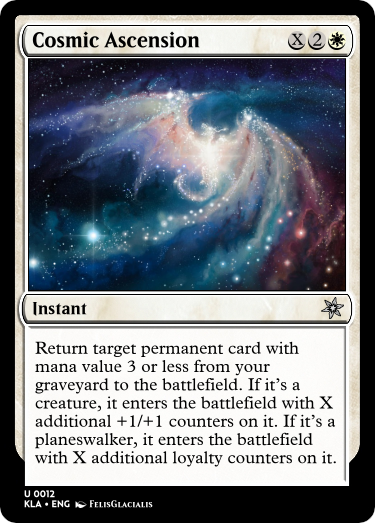 Cosmic Ascension X 2
Instant
Return target permanent card with
mana value 3 or less from your
graveyard to the battlefield. If it's a
creature, it enters the battlefield with X
additional +1/+1 counters on it. If it's a
planeswalker, it enters the battlefield
with X additional loyalty counters on it.
U 0012
KLA • ENG FelisGlacialis